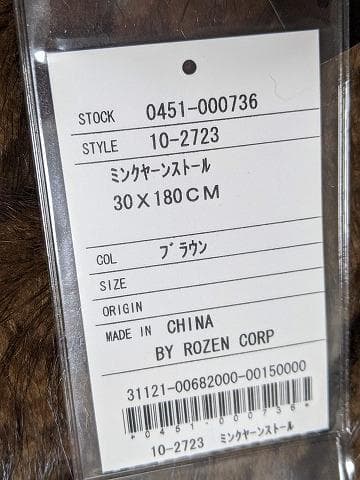 STOCK 0451-000736
STYLE 10-2723
ﾐﾝｸﾔｰﾝｽﾄｰﾙ
30X180CM
COL ﾌﾞﾗｳﾝ
SIZE
ORIGIN
MADE IN CHINA
BY ROZEN CORP
31121-00682000-00150000
*0451-000736*
10-2723 ﾐﾝｸﾔｰﾝｽﾄｰﾙ